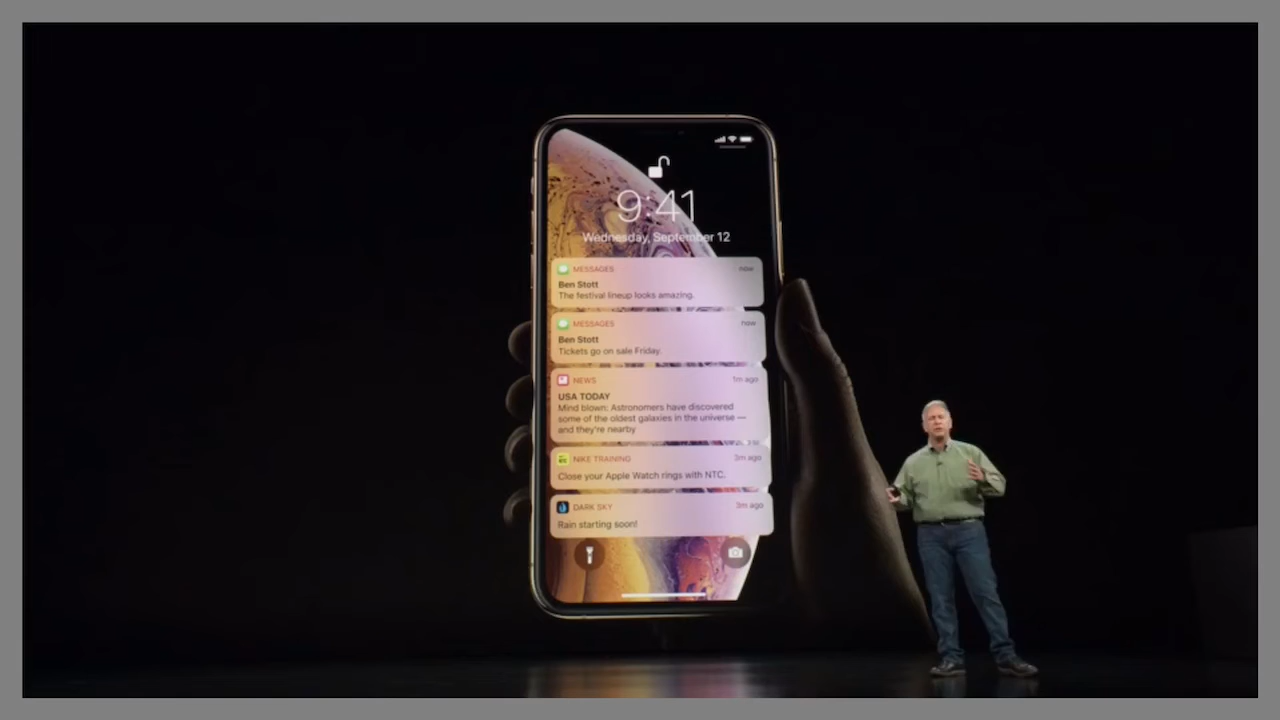 9:41
Wednesday, September 12
MESSAGES now
Ben Stott
The festival lineup looks amazing.
MESSAGES now
Ben Stott
Tickets go on sale Friday.
NEWS 1m ago
USA TODAY
Mind blown: Astronomers have discovered
some of the oldest galaxies in the universe —
and they're nearby
NIKE TRAINING 3m ago
Close your Apple Watch rings with NTC.
DARK SKY 3m ago
Rain starting soon!